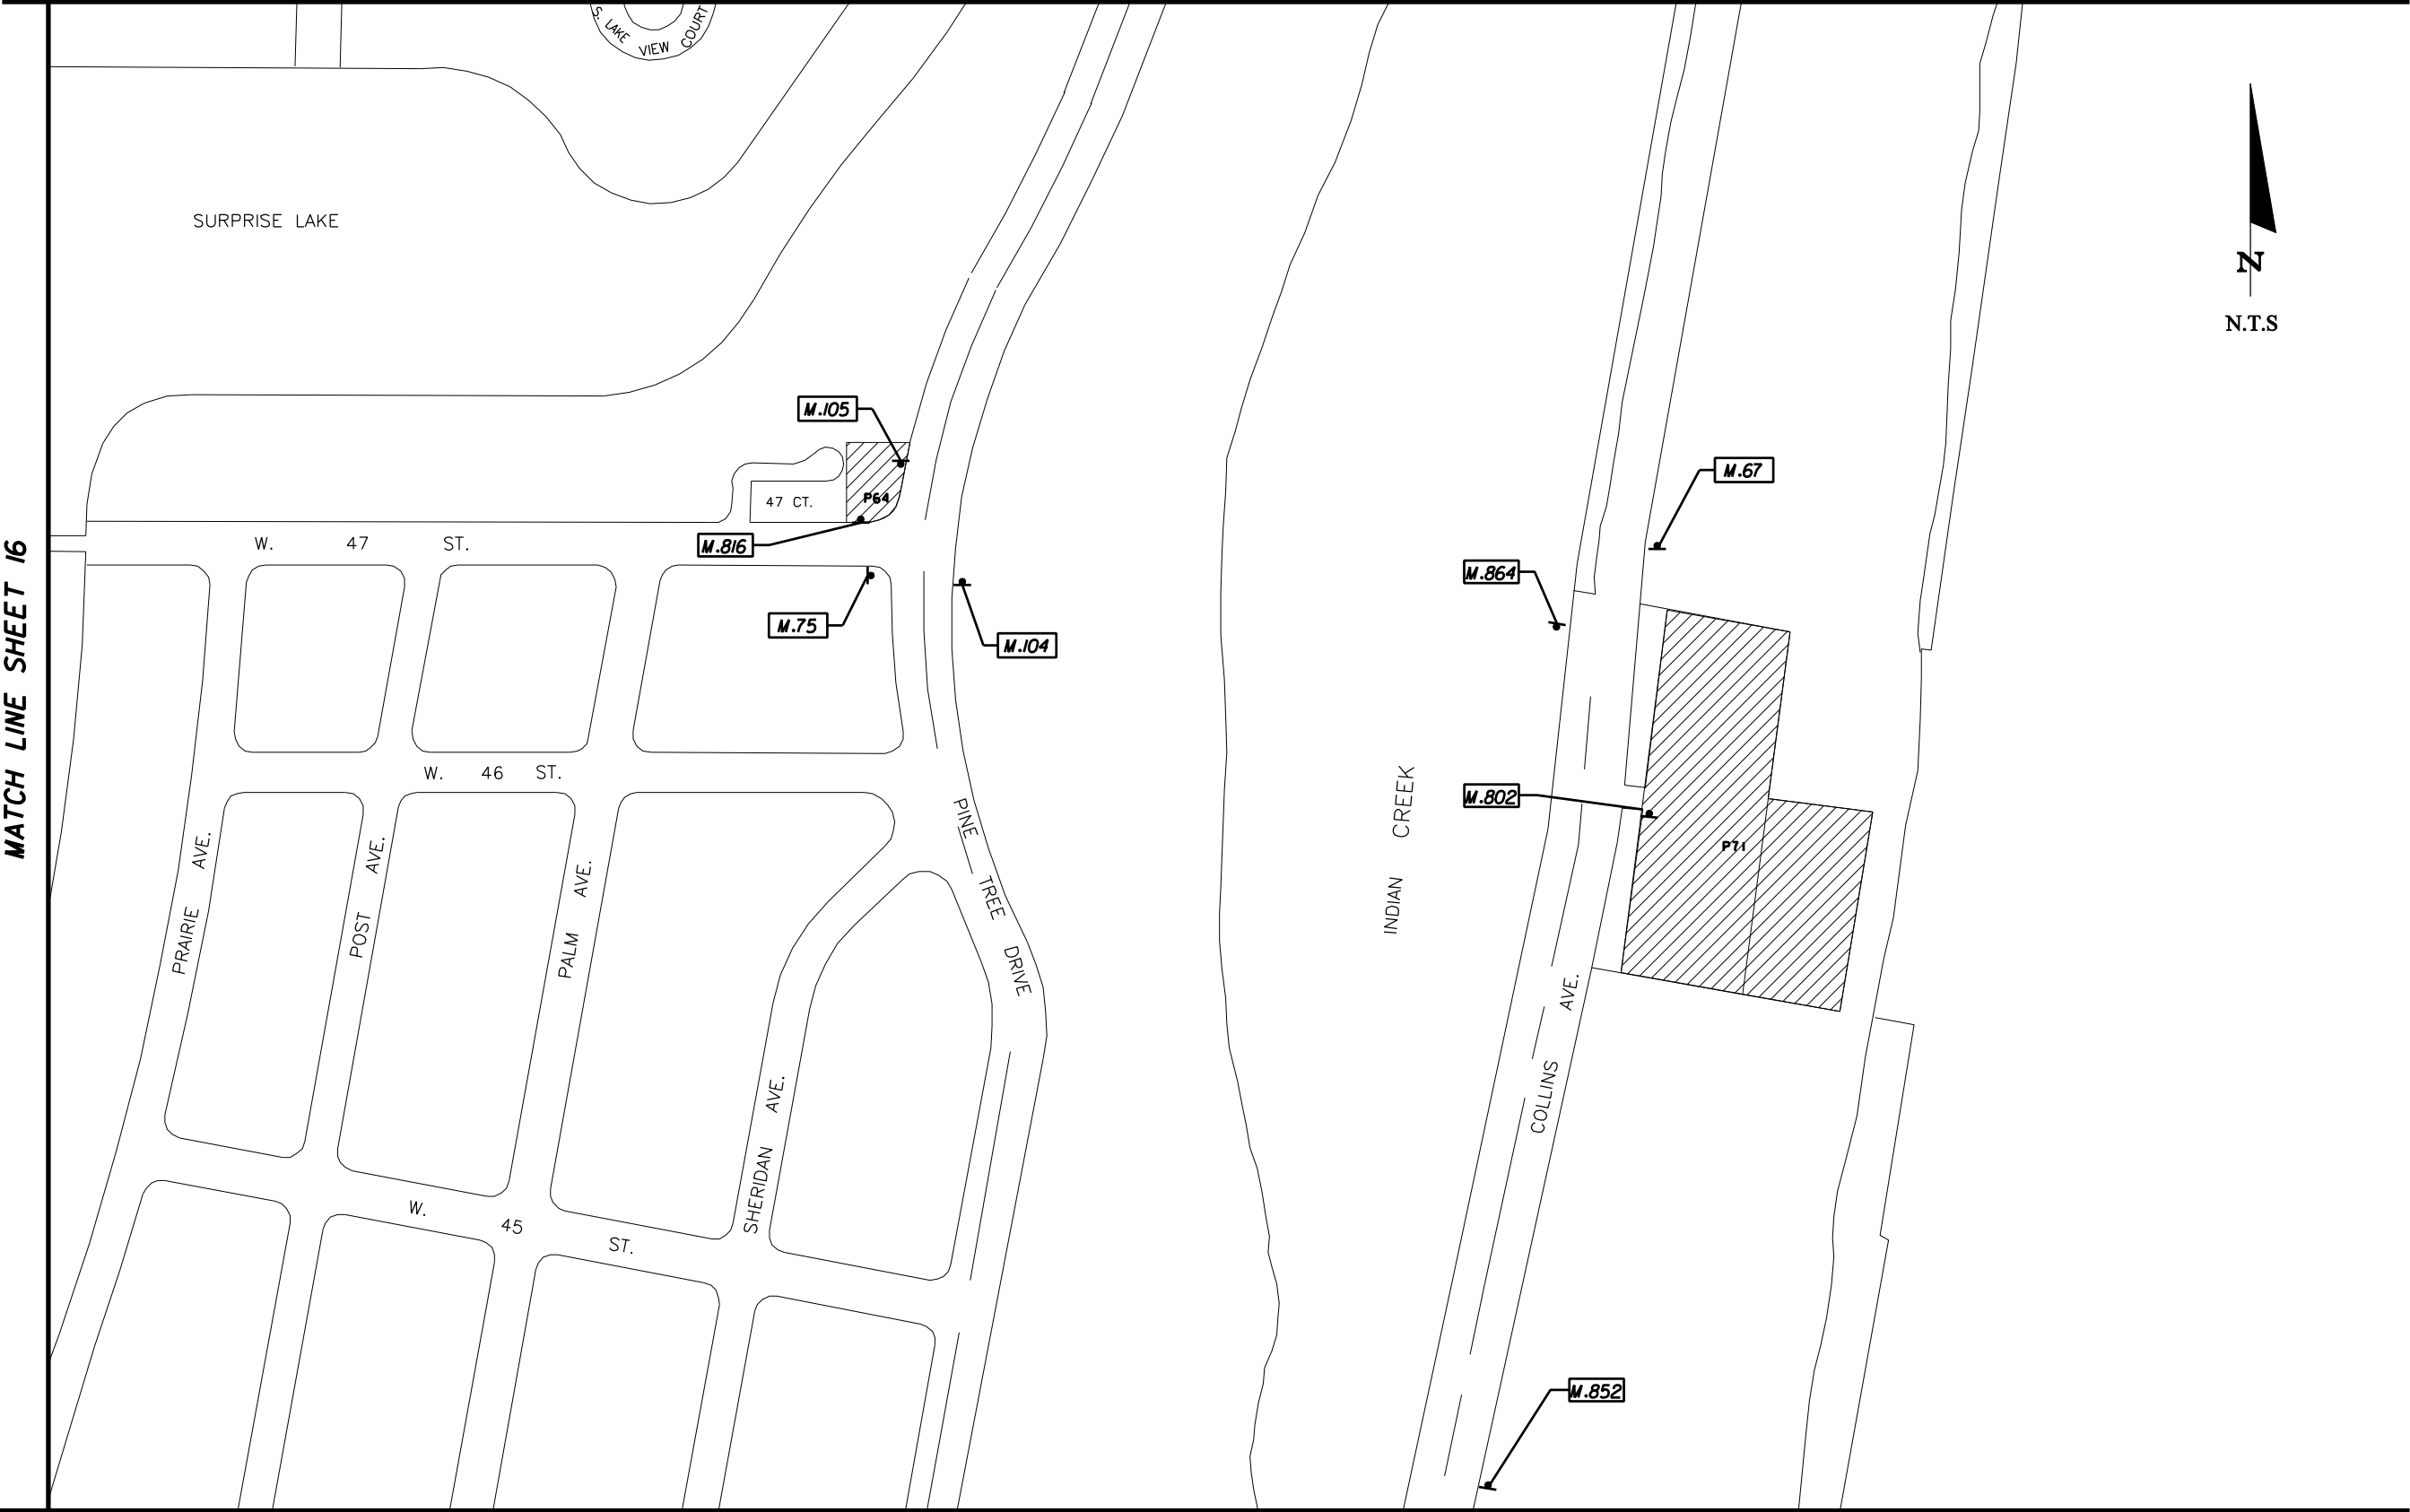 S. LAKE VIEW COURT
SURPRISE LAKE
N
N.T.S
M.105
P64
47 CT.
M.67
W. 47 ST.
M.816
M.864
M.75
M.104
MATCH LINE SHEET 16
W. 46 ST.
M.802
P71
PINE TREE DRIVE
INDIAN CREEK
PRAIRIE AVE.
POST AVE.
PALM AVE.
SHERIDAN AVE.
COLLINS AVE.
W. 45 ST.
M.852